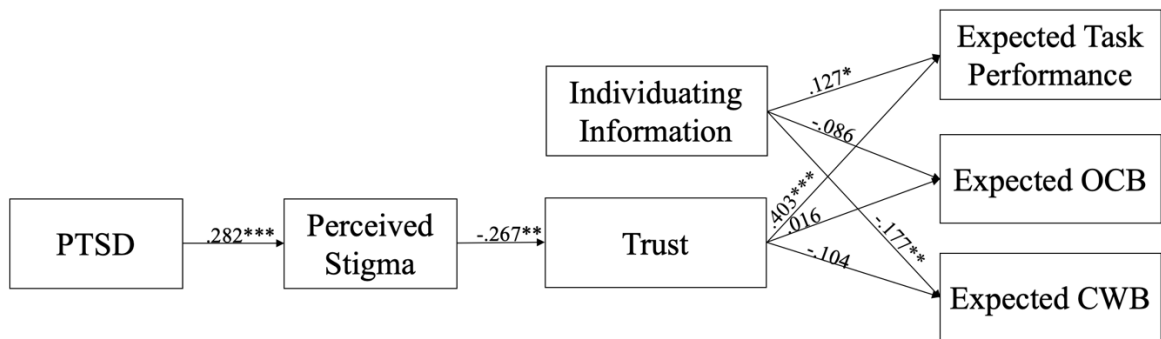 Expected Task
Performance
Individuating
Information
.127*
-.086
Expected OCB
.403***
.016
-.177**
-.104
PTSD
.282***
Perceived
Stigma
-.267**
Trust
Expected CWB